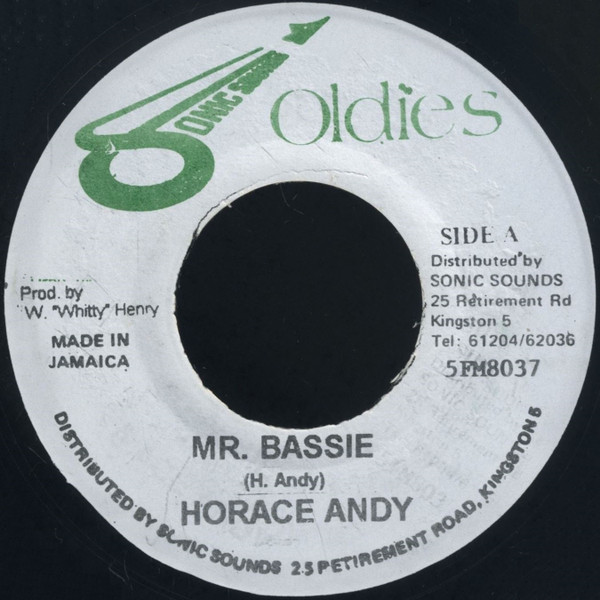 SONIC SOUNDS
Oldies
SIDE A
Distributed by
SONIC SOUNDS
25 Retirement Rd
Kingston 5
Tel: 61204/62036
5FM8037
Prod. by
W. "Whitty" Henry
MADE IN
JAMAICA
MR. BASSIE
(H. Andy)
HORACE ANDY
DISTRIBUTED BY SONIC SOUNDS 25 PETIREMENT ROAD, KINGSTON 5